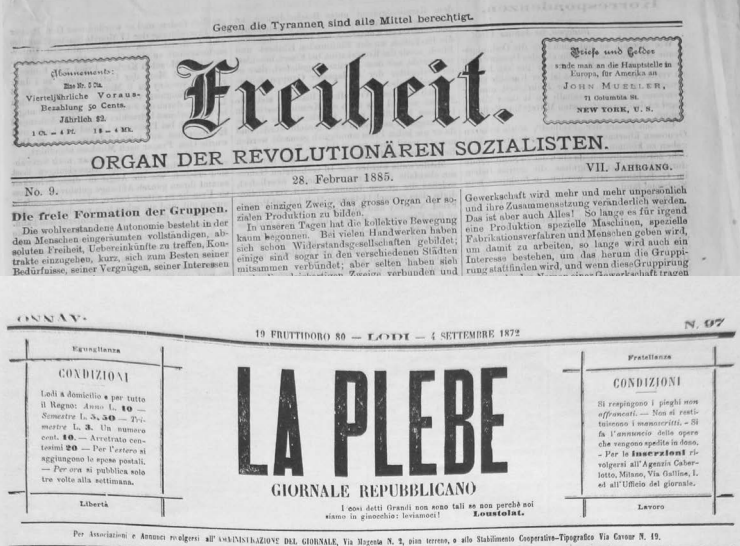 Gegen die Tyrannen sind alle Mittel berechtigt.
Abonnements:
Eine Nr. 5 Cts.
Vierteljährliche Voraus-
Bezahlung 50 Cents.
Jährlich $2.
1 Ct. — 4 Pf. 1 $ — 4 Mk.
Freiheit.
Briefe und Gelder
sende man an die Hauptstelle in
Europa, für Amerika an
JOHN MUELLER,
71 Columbia St.
NEW YORK, U. S.
ORGAN DER REVOLUTIONÄREN SOZIALISTEN.
No. 9.
28. Februar 1885.
VII. JAHRGANG.
Die freie Formation der Gruppen.
Die wohlverstandene Autonomie besteht in der
dem Menschen eingeräumten vollständigen, ab-
soluten Freiheit, Uebereinkünfte zu treffen, Kon-
trakte einzugehen, kurz, sich zum Besten seiner
Bedürfnisse, seiner Vergnügen, seiner Interessen
einen einzigen Zweig, das grosse Organ der so-
zialen Produktion zu bilden.
In unseren Tagen hat die kollektive Bewegung
kaum begonnen. Bei vielen Handwerken haben
sich schon Widerstandsgesellschaften gebildet;
einige sind sogar in den verschiedenen Städten
mitsammen verbündet; aber selten haben sich
Zweige verbunden und
Gewerkschaft wird mehr und mehr unpersönlich
und ihre Zusammensetzung veränderlich werden.
Das ist aber auch Alles! So lange es für irgend
eine Produktion spezielle Maschinen, spezielle
Fabrikationsverfahren und Menschen geben wird,
um damit zu arbeiten, so lange wird auch ein
Interesse bestehen, um das herum die Gruppi-
rung stattfinden wird, und wenn diese Gruppirung
einer Gewerkschaft tragen
19 FRUTTIDORO 80 — LODI — 4 SETTEMBRE 1872
N. 97
Eguaglianza
CONDIZIONI
Lodi a domicilio e per tutto
il Regno: Anno L. 10 —
Semestre L. 5, 50 — Tri-
mestre L. 3. Un numero
cent. 10. — Arretrato cen-
tesimi 20 — Per l'estero si
aggiungono le spese postali.
— Per ora si pubblica solo
tre volte alla settimana.
Libertà
LA PLEBE
GIORNALE REPUBBLICANO
I così detti Grandi non sono tali se non perchè noi
siamo in ginocchio: leviamoci! Loustolat.
Fratellanza
CONDIZIONI
Si respingono i pieghi non
affrancati. — Non si resti-
tuiscono i manoscritti. - Si
fa l'annuncio delle opere
che vengono spedite in dono.
- Per le inserzioni ri-
volgersi all'Agenzia Caber-
lotto, Milano, Via Galline, 1.
ed all'Ufficio del giornale.
Lavoro
Per Associazioni e Annunci rivolgersi all'AMMINISTRAZIONE DEL GIORNALE, Via Magenta N. 2, pian terreno, o allo Stabilimento Cooperativo-Tipografico Via Cavour N. 19.